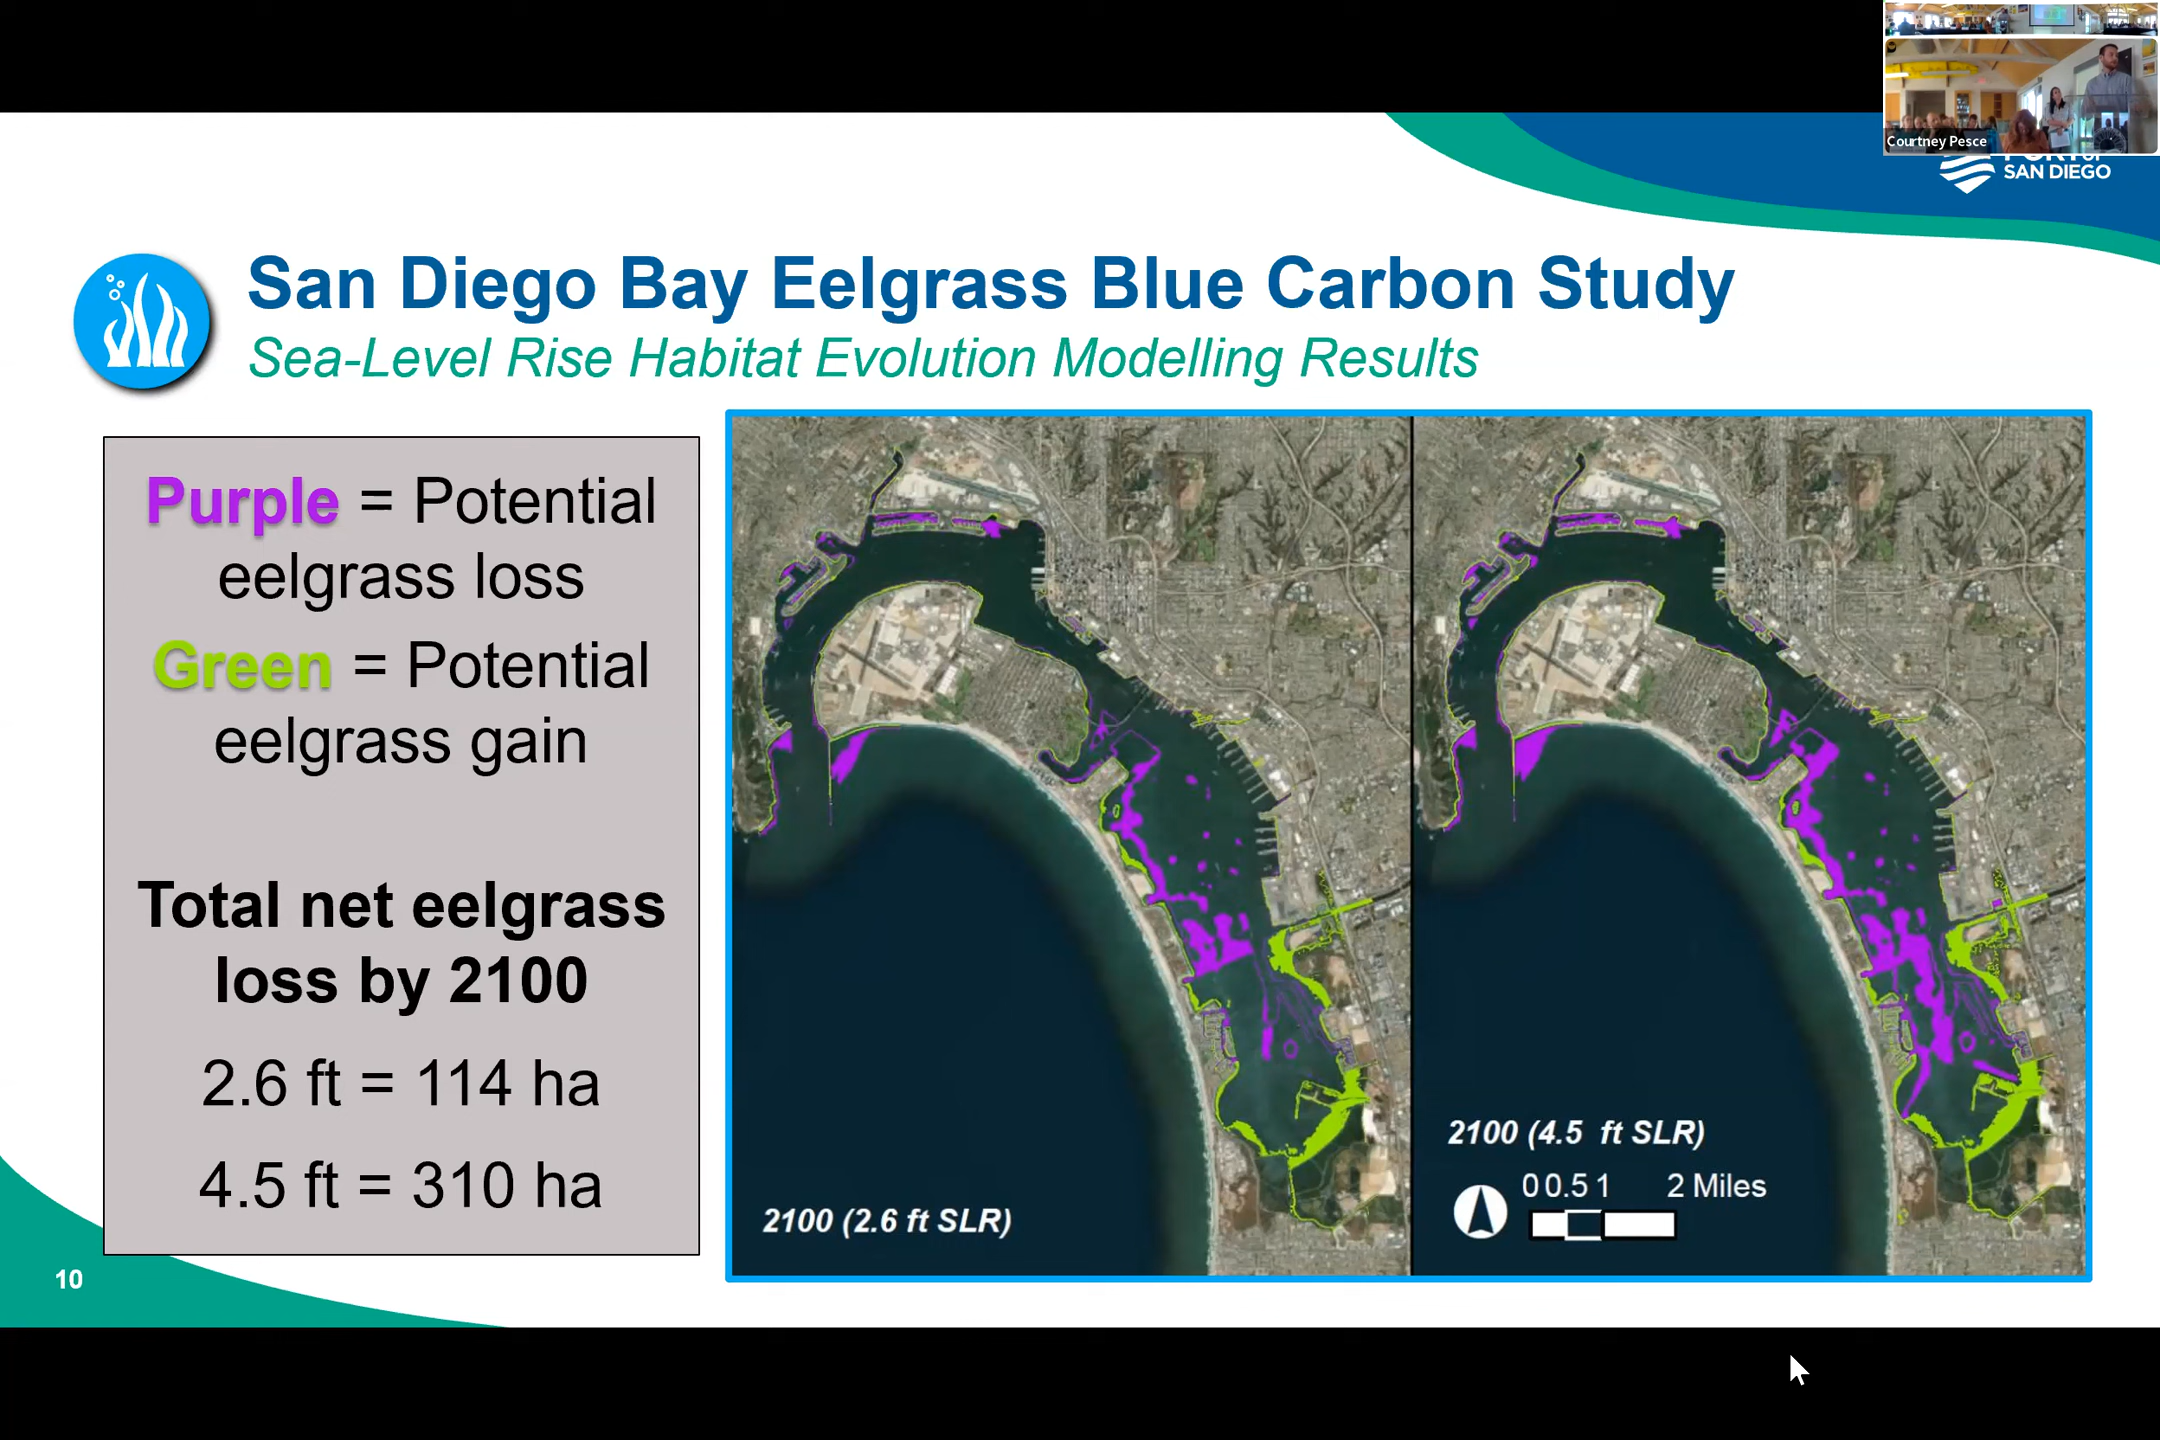 Courtney Pesce
SAN DIEGO
San Diego Bay Eelgrass Blue Carbon Study
Sea-Level Rise Habitat Evolution Modelling Results
Purple = Potential
eelgrass loss
Green = Potential
eelgrass gain
Total net eelgrass
loss by 2100
2.6 ft = 114 ha
4.5 ft = 310 ha
2100 (2.6 ft SLR)
2100 (4.5 ft SLR)
0 0.5 1 2 Miles
10